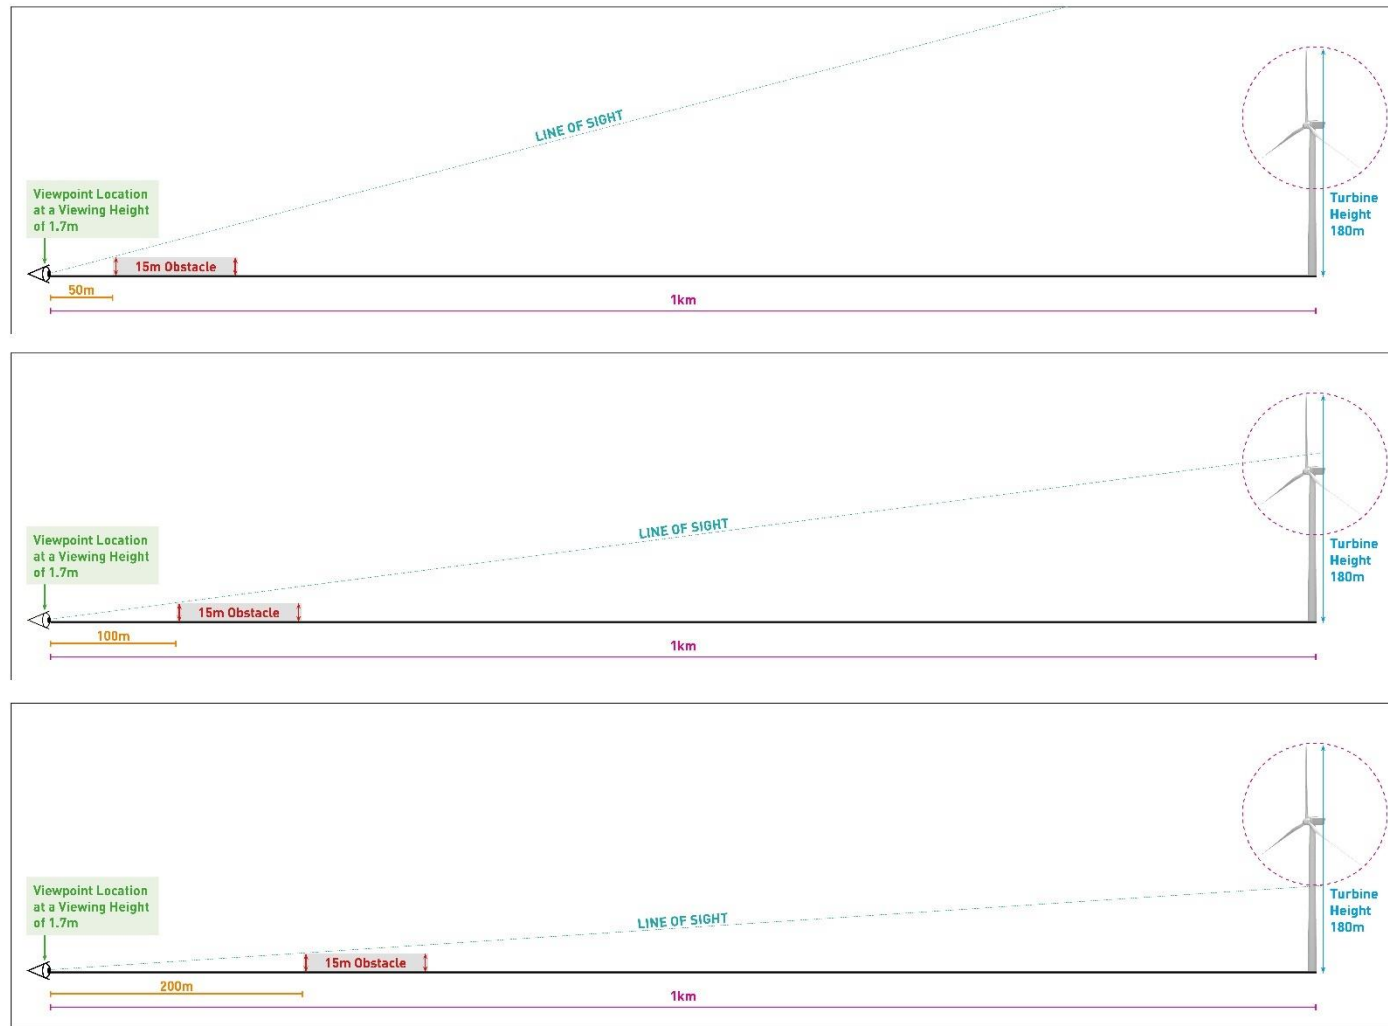 LINE OF SIGHT
Viewpoint Location
at a Viewing Height
of 1.7m
Turbine
Height
180m
15m Obstacle
50m
1km
LINE OF SIGHT
Viewpoint Location
at a Viewing Height
of 1.7m
Turbine
Height
180m
15m Obstacle
100m
1km
Viewpoint Location
at a Viewing Height
of 1.7m
Turbine
Height
180m
LINE OF SIGHT
15m Obstacle
200m
1km